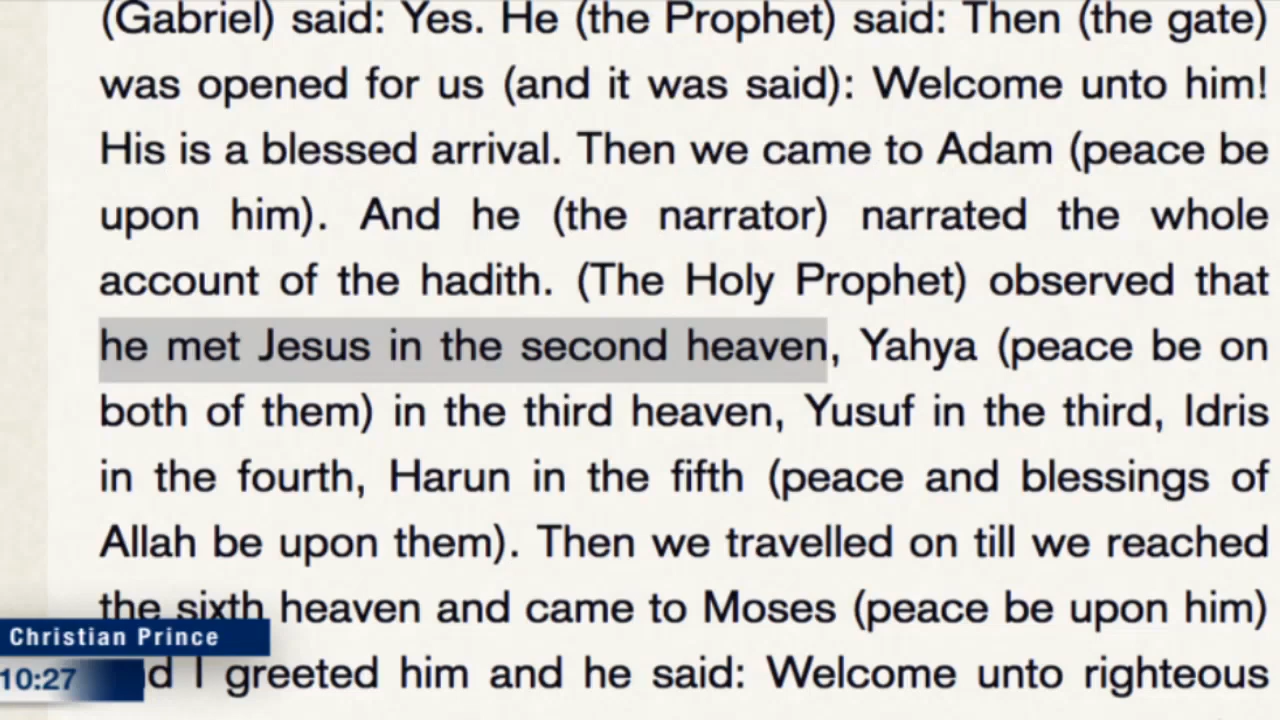 (Gabriel) said: Yes. He (the Prophet) said: Then (the gate)
was opened for us (and it was said): Welcome unto him!
His is a blessed arrival. Then we came to Adam (peace be
upon him). And he (the narrator) narrated the whole
account of the hadith. (The Holy Prophet) observed that
he met Jesus in the second heaven, Yahya (peace be on
both of them) in the third heaven, Yusuf in the third, Idris
in the fourth, Harun in the fifth (peace and blessings of
Allah be upon them). Then we travelled on till we reached
the sixth heaven and came to Moses (peace be upon him)
Christian Prince
d I greeted him and he said: Welcome unto righteous
10:27